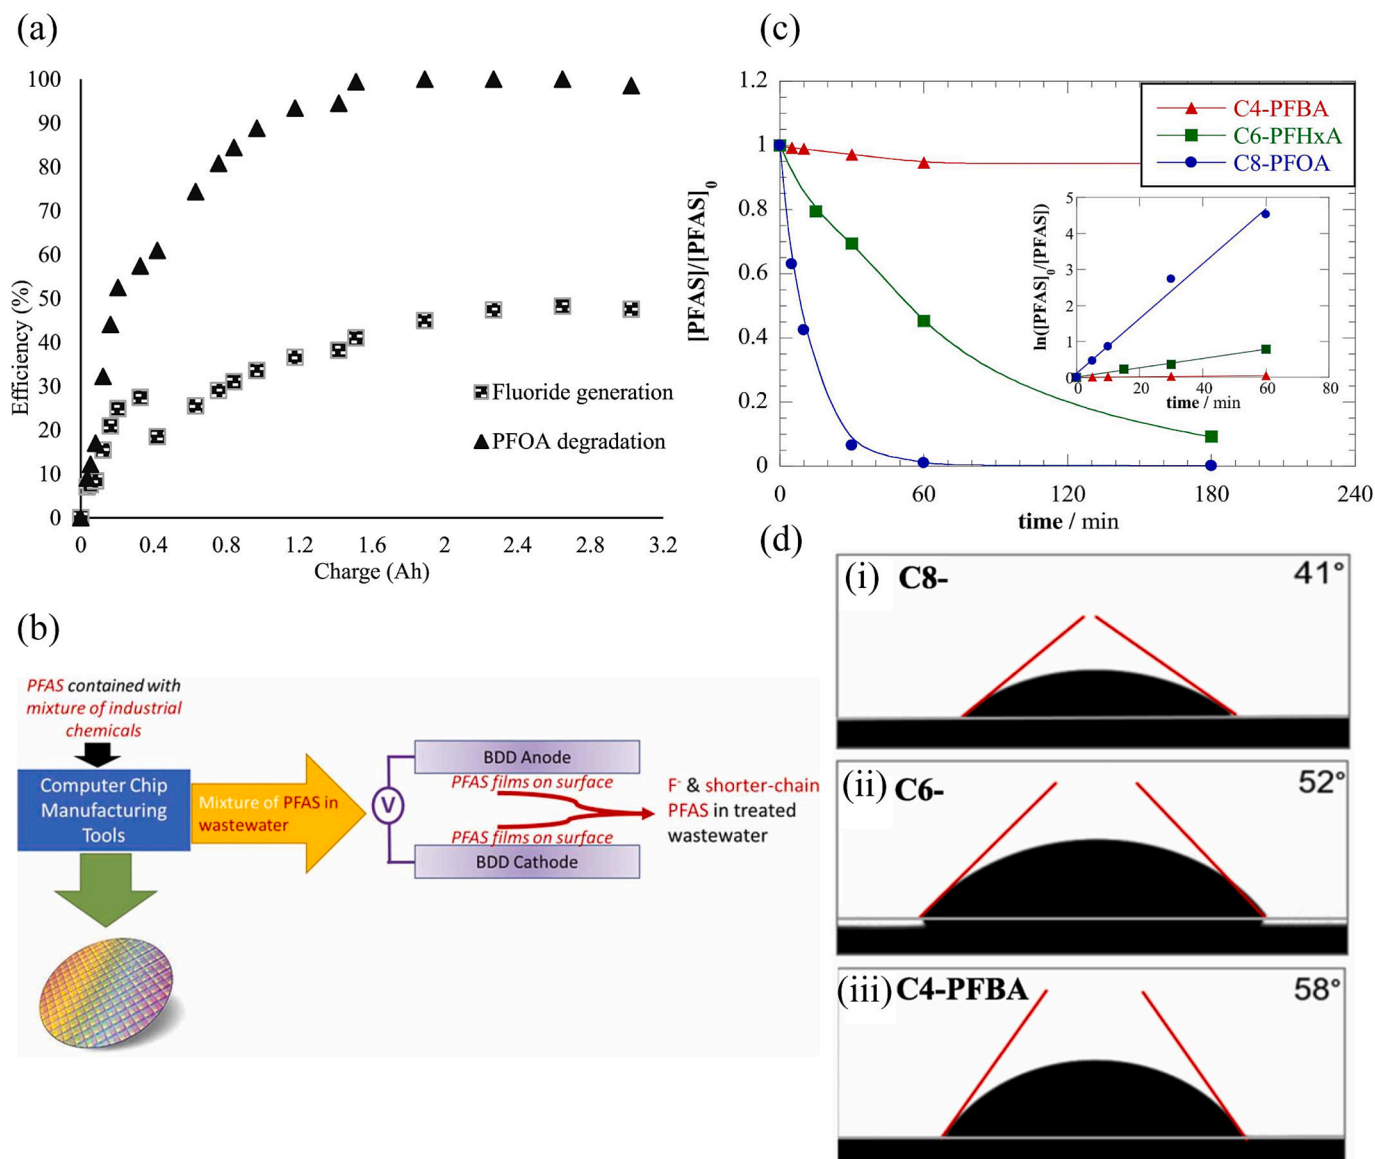 (a)
100
90
80
70
60
50
40
30
20
10
0
Efficiency (%)
0 0.4 0.8 1.2 1.6 2 2.4 2.8 3.2
Charge (Ah)
Fluoride generation
PFOA degradation
(b)
PFAS contained with
mixture of industrial
chemicals
Computer Chip
Manufacturing
Tools
Mixture of PFAS in
wastewater
V
BDD Anode
PFAS films on surface
PFAS films on surface
BDD Cathode
F- & shorter-chain
PFAS in treated
wastewater
(c)
1.2
1
0.8
0.6
0.4
0.2
0
[PFAS]/[PFAS]0
0 60 120 180 240
time / min
C4-PFBA
C6-PFHxA
C8-PFOA
5
4
3
2
1
0
ln([PFAS]0/[PFAS])
0 20 40 60 80
time / min
(d)
(i) C8- 41°
(ii) C6- 52°
(iii) C4-PFBA 58°